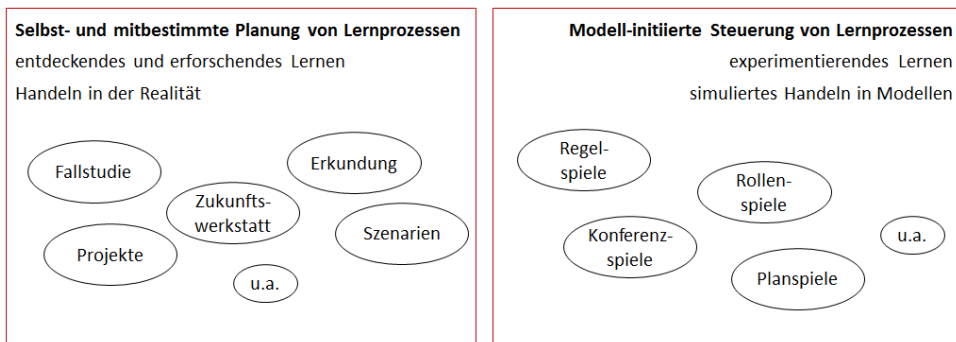 Selbst- und mitbestimmte Planung von Lernprozessen
entdeckendes und erforschendes Lernen
Handeln in der Realität
Fallstudie
Erkundung
Zukunfts-
werkstatt
Szenarien
Projekte
u.a.
Modell-initiierte Steuerung von Lernprozessen
experimentierendes Lernen
simuliertes Handeln in Modellen
Regel-
spiele
Rollen-
spiele
Konferenz-
spiele
u.a.
Planspiele